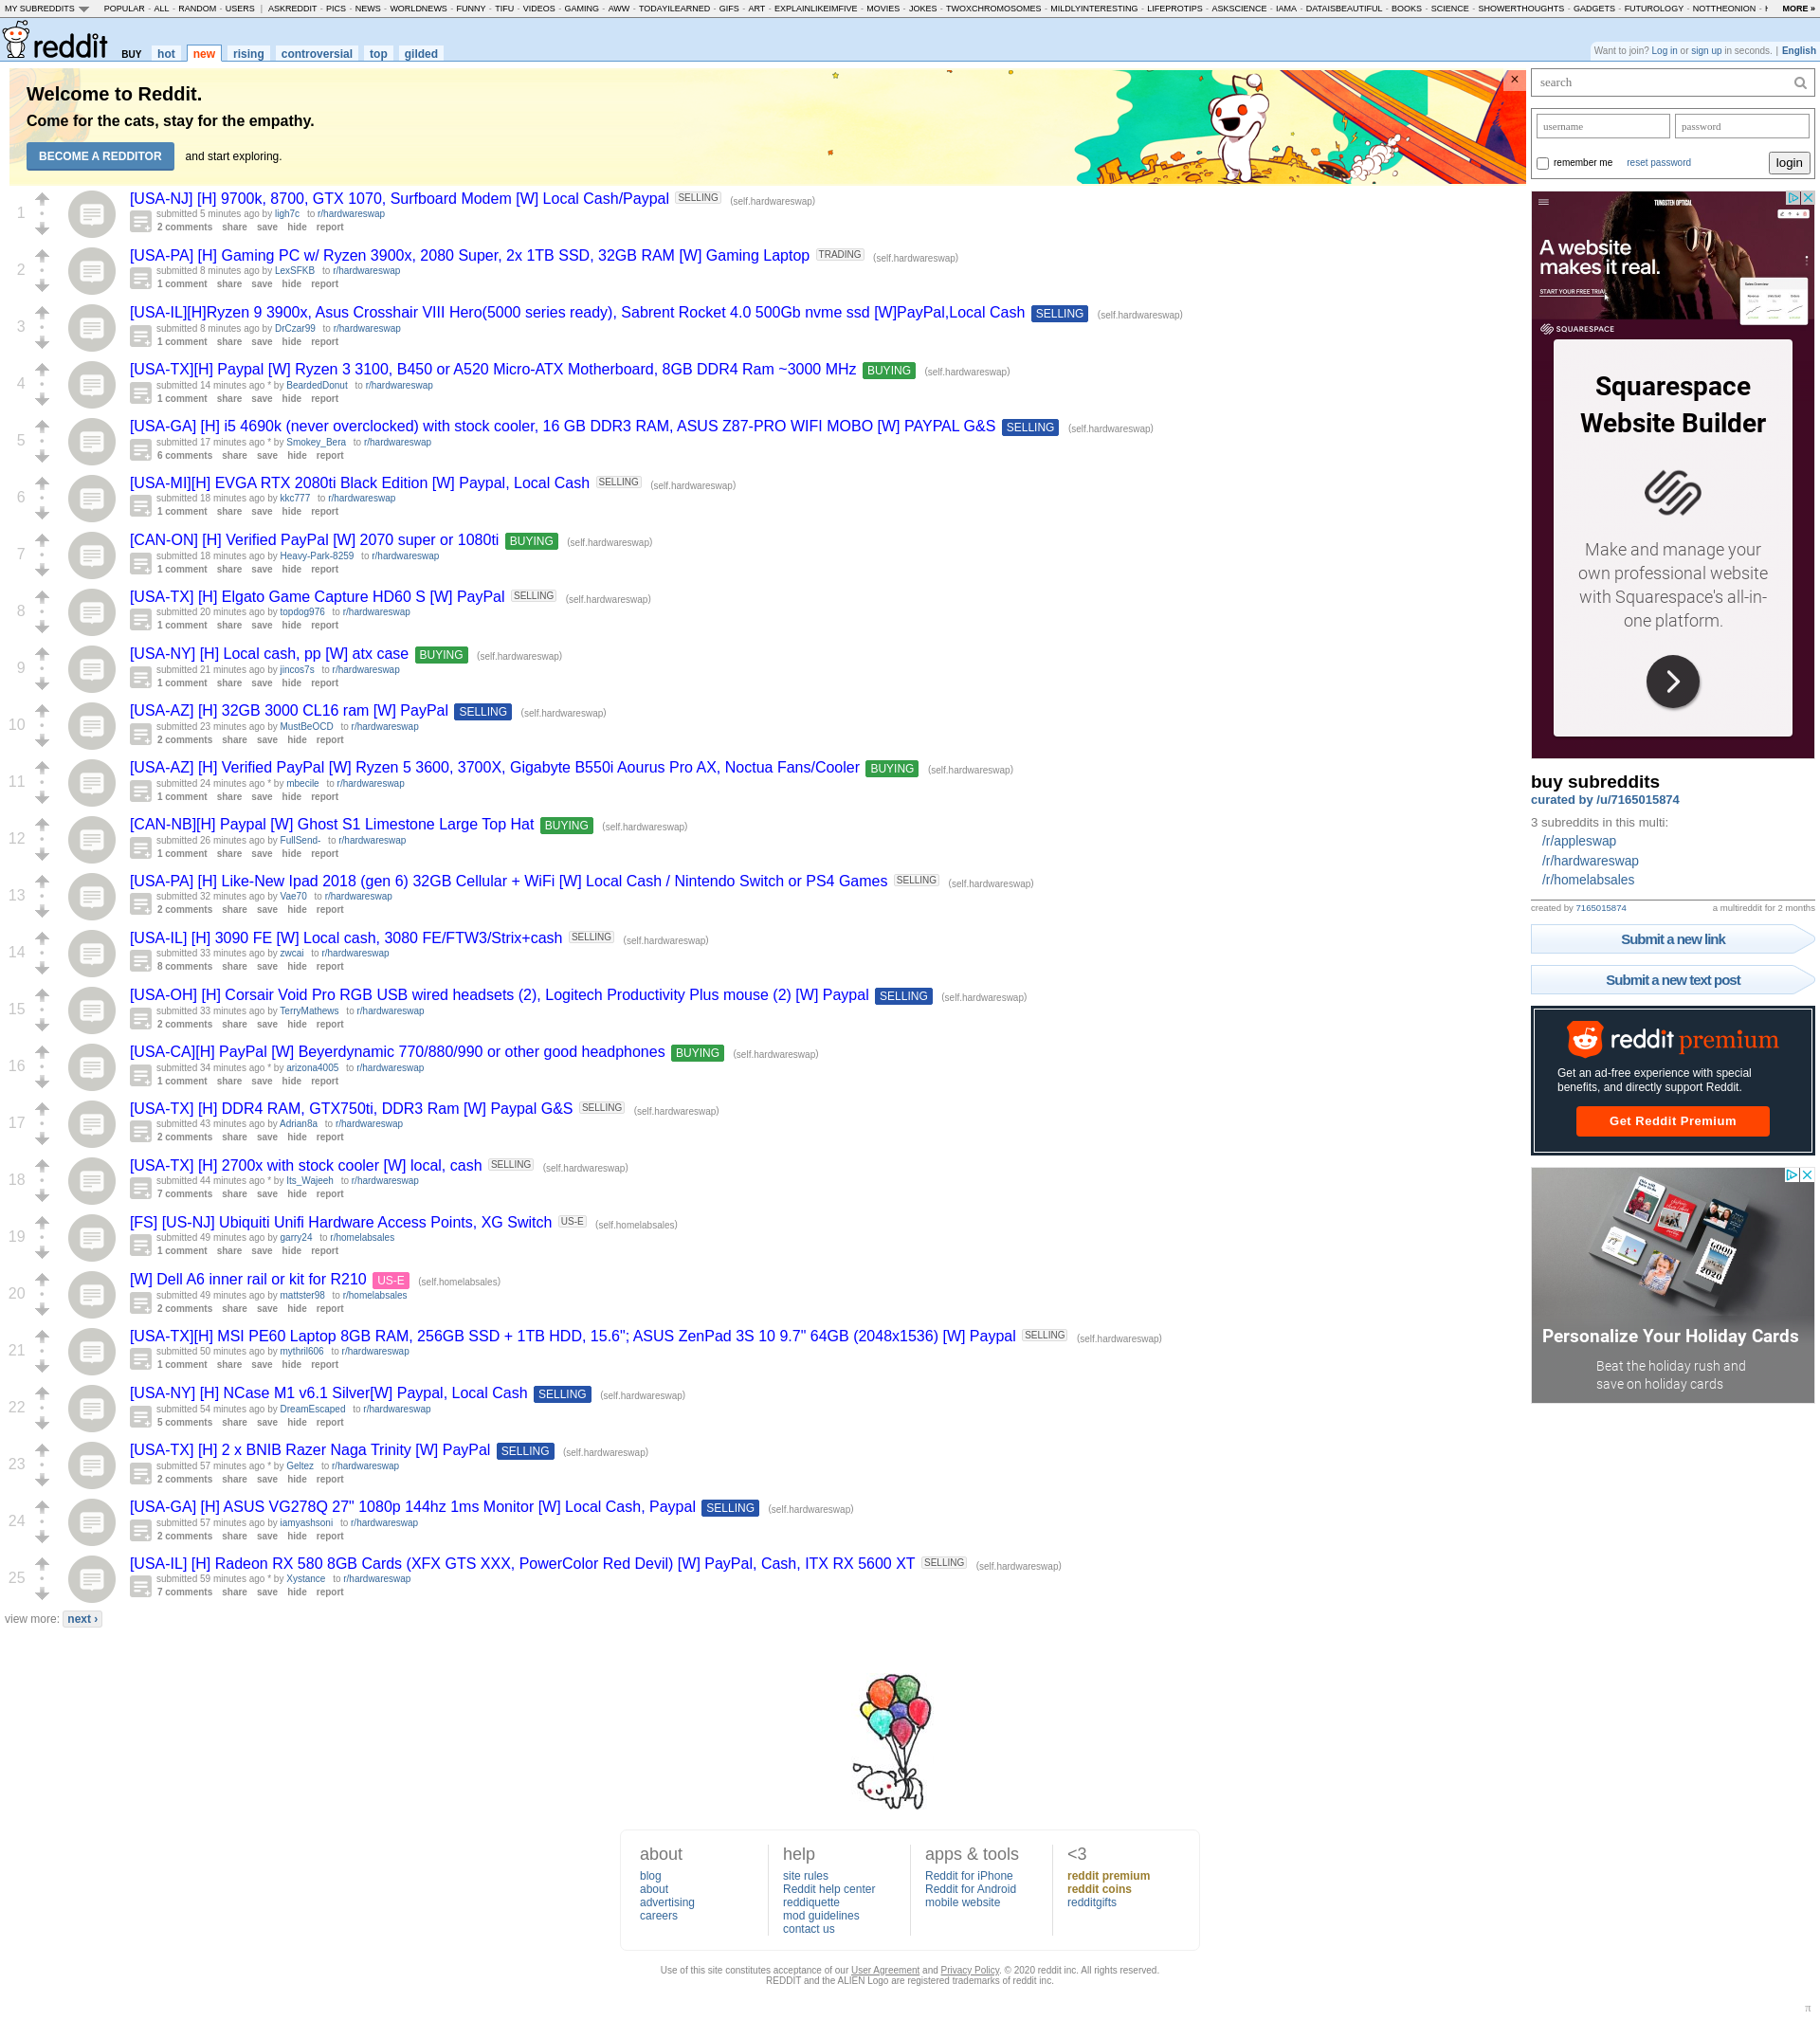 MY SUBREDDITS POPULAR - ALL - RANDOM - USERS | ASKREDDIT - PICS - NEWS - WORLDNEWS - FUNNY - TIFU - VIDEOS - GAMING - AWW - TODAYILEARNED - GIFS - ART - EXPLAINLIKEIMFIVE - MOVIES - JOKES - TWOXCHROMOSOMES - MILDLYINTERESTING - LIFEPROTIPS - ASKSCIENCE - IAMA - DATAISBEAUTIFUL - BOOKS - SCIENCE - SHOWERTHOUGHTS - GADGETS - FUTUROLOGY - NOTTHEONION - MORE »
reddit BUY hot new rising controversial top gilded
Want to join? Log in or sign up in seconds. | English
Welcome to Reddit.
Come for the cats, stay for the empathy.
BECOME A REDDITOR and start exploring.
×
1
[USA-NJ] [H] 9700k, 8700, GTX 1070, Surfboard Modem [W] Local Cash/Paypal SELLING (self.hardwareswap)
submitted 5 minutes ago by ligh7c to r/hardwareswap
2 comments share save hide report
2
[USA-PA] [H] Gaming PC w/ Ryzen 3900x, 2080 Super, 2x 1TB SSD, 32GB RAM [W] Gaming Laptop TRADING (self.hardwareswap)
submitted 8 minutes ago by LexSFKB to r/hardwareswap
1 comment share save hide report
3
[USA-IL][H]Ryzen 9 3900x, Asus Crosshair VIII Hero(5000 series ready), Sabrent Rocket 4.0 500Gb nvme ssd [W]PayPal,Local Cash SELLING (self.hardwareswap)
submitted 8 minutes ago by DrCzar99 to r/hardwareswap
1 comment share save hide report
4
[USA-TX][H] Paypal [W] Ryzen 3 3100, B450 or A520 Micro-ATX Motherboard, 8GB DDR4 Ram ~3000 MHz BUYING (self.hardwareswap)
submitted 14 minutes ago * by BeardedDonut to r/hardwareswap
1 comment share save hide report
5
[USA-GA] [H] i5 4690k (never overclocked) with stock cooler, 16 GB DDR3 RAM, ASUS Z87-PRO WIFI MOBO [W] PAYPAL G&S SELLING (self.hardwareswap)
submitted 17 minutes ago * by Smokey_Bera to r/hardwareswap
6 comments share save hide report
6
[USA-MI][H] EVGA RTX 2080ti Black Edition [W] Paypal, Local Cash SELLING (self.hardwareswap)
submitted 18 minutes ago by kkc777 to r/hardwareswap
1 comment share save hide report
7
[CAN-ON] [H] Verified PayPal [W] 2070 super or 1080ti BUYING (self.hardwareswap)
submitted 18 minutes ago by Heavy-Park-8259 to r/hardwareswap
1 comment share save hide report
8
[USA-TX] [H] Elgato Game Capture HD60 S [W] PayPal SELLING (self.hardwareswap)
submitted 20 minutes ago by topdog976 to r/hardwareswap
1 comment share save hide report
9
[USA-NY] [H] Local cash, pp [W] atx case BUYING (self.hardwareswap)
submitted 21 minutes ago by jincos7s to r/hardwareswap
1 comment share save hide report
10
[USA-AZ] [H] 32GB 3000 CL16 ram [W] PayPal SELLING (self.hardwareswap)
submitted 23 minutes ago by MustBeOCD to r/hardwareswap
2 comments share save hide report
11
[USA-AZ] [H] Verified PayPal [W] Ryzen 5 3600, 3700X, Gigabyte B550i Aourus Pro AX, Noctua Fans/Cooler BUYING (self.hardwareswap)
submitted 24 minutes ago * by mbecile to r/hardwareswap
1 comment share save hide report
12
[CAN-NB][H] Paypal [W] Ghost S1 Limestone Large Top Hat BUYING (self.hardwareswap)
submitted 26 minutes ago by FullSend- to r/hardwareswap
1 comment share save hide report
13
[USA-PA] [H] Like-New Ipad 2018 (gen 6) 32GB Cellular + WiFi [W] Local Cash / Nintendo Switch or PS4 Games SELLING (self.hardwareswap)
submitted 32 minutes ago by Vae70 to r/hardwareswap
2 comments share save hide report
14
[USA-IL] [H] 3090 FE [W] Local cash, 3080 FE/FTW3/Strix+cash SELLING (self.hardwareswap)
submitted 33 minutes ago by zwcai to r/hardwareswap
8 comments share save hide report
15
[USA-OH] [H] Corsair Void Pro RGB USB wired headsets (2), Logitech Productivity Plus mouse (2) [W] Paypal SELLING (self.hardwareswap)
submitted 33 minutes ago by TerryMathews to r/hardwareswap
2 comments share save hide report
16
[USA-CA][H] PayPal [W] Beyerdynamic 770/880/990 or other good headphones BUYING (self.hardwareswap)
submitted 34 minutes ago * by arizona4005 to r/hardwareswap
1 comment share save hide report
17
[USA-TX] [H] DDR4 RAM, GTX750ti, DDR3 Ram [W] Paypal G&S SELLING (self.hardwareswap)
submitted 43 minutes ago by Adrian8a to r/hardwareswap
2 comments share save hide report
18
[USA-TX] [H] 2700x with stock cooler [W] local, cash SELLING (self.hardwareswap)
submitted 44 minutes ago * by Its_Wajeeh to r/hardwareswap
7 comments share save hide report
19
[FS] [US-NJ] Ubiquiti Unifi Hardware Access Points, XG Switch US-E (self.homelabsales)
submitted 49 minutes ago by garry24 to r/homelabsales
1 comment share save hide report
20
[W] Dell A6 inner rail or kit for R210 US-E (self.homelabsales)
submitted 49 minutes ago by mattster98 to r/homelabsales
2 comments share save hide report
21
[USA-TX][H] MSI PE60 Laptop 8GB RAM, 256GB SSD + 1TB HDD, 15.6"; ASUS ZenPad 3S 10 9.7" 64GB (2048x1536) [W] Paypal SELLING (self.hardwareswap)
submitted 50 minutes ago by mythril606 to r/hardwareswap
1 comment share save hide report
22
[USA-NY] [H] NCase M1 v6.1 Silver[W] Paypal, Local Cash SELLING (self.hardwareswap)
submitted 54 minutes ago by DreamEscaped to r/hardwareswap
5 comments share save hide report
23
[USA-TX] [H] 2 x BNIB Razer Naga Trinity [W] PayPal SELLING (self.hardwareswap)
submitted 57 minutes ago * by Geltez to r/hardwareswap
2 comments share save hide report
24
[USA-GA] [H] ASUS VG278Q 27" 1080p 144hz 1ms Monitor [W] Local Cash, Paypal SELLING (self.hardwareswap)
submitted 57 minutes ago by iamyashsoni to r/hardwareswap
2 comments share save hide report
25
[USA-IL] [H] Radeon RX 580 8GB Cards (XFX GTS XXX, PowerColor Red Devil) [W] PayPal, Cash, ITX RX 5600 XT SELLING (self.hardwareswap)
submitted 59 minutes ago * by Xystance to r/hardwareswap
7 comments share save hide report
view more: next ›
search
username password
remember me reset password login
TUNGSTEN OPTICAL
A website
makes it real.
START YOUR FREE TRIAL
SQUARESPACE
Squarespace
Website Builder
Make and manage your
own professional website
with Squarespace's all-in-
one platform.
buy subreddits
curated by /u/7165015874
3 subreddits in this multi:
/r/appleswap
/r/hardwareswap
/r/homelabsales
created by 7165015874 a multireddit for 2 months
Submit a new link
Submit a new text post
reddit premium
Get an ad-free experience with special
benefits, and directly support Reddit.
Get Reddit Premium
GOOD
2020
Personalize Your Holiday Cards
Beat the holiday rush and
save on holiday cards
about
blog
about
advertising
careers
help
site rules
Reddit help center
reddiquette
mod guidelines
contact us
apps & tools
Reddit for iPhone
Reddit for Android
mobile website
<3
reddit premium
reddit coins
redditgifts
Use of this site constitutes acceptance of our User Agreement and Privacy Policy. © 2020 reddit inc. All rights reserved.
REDDIT and the ALIEN Logo are registered trademarks of reddit inc.
π